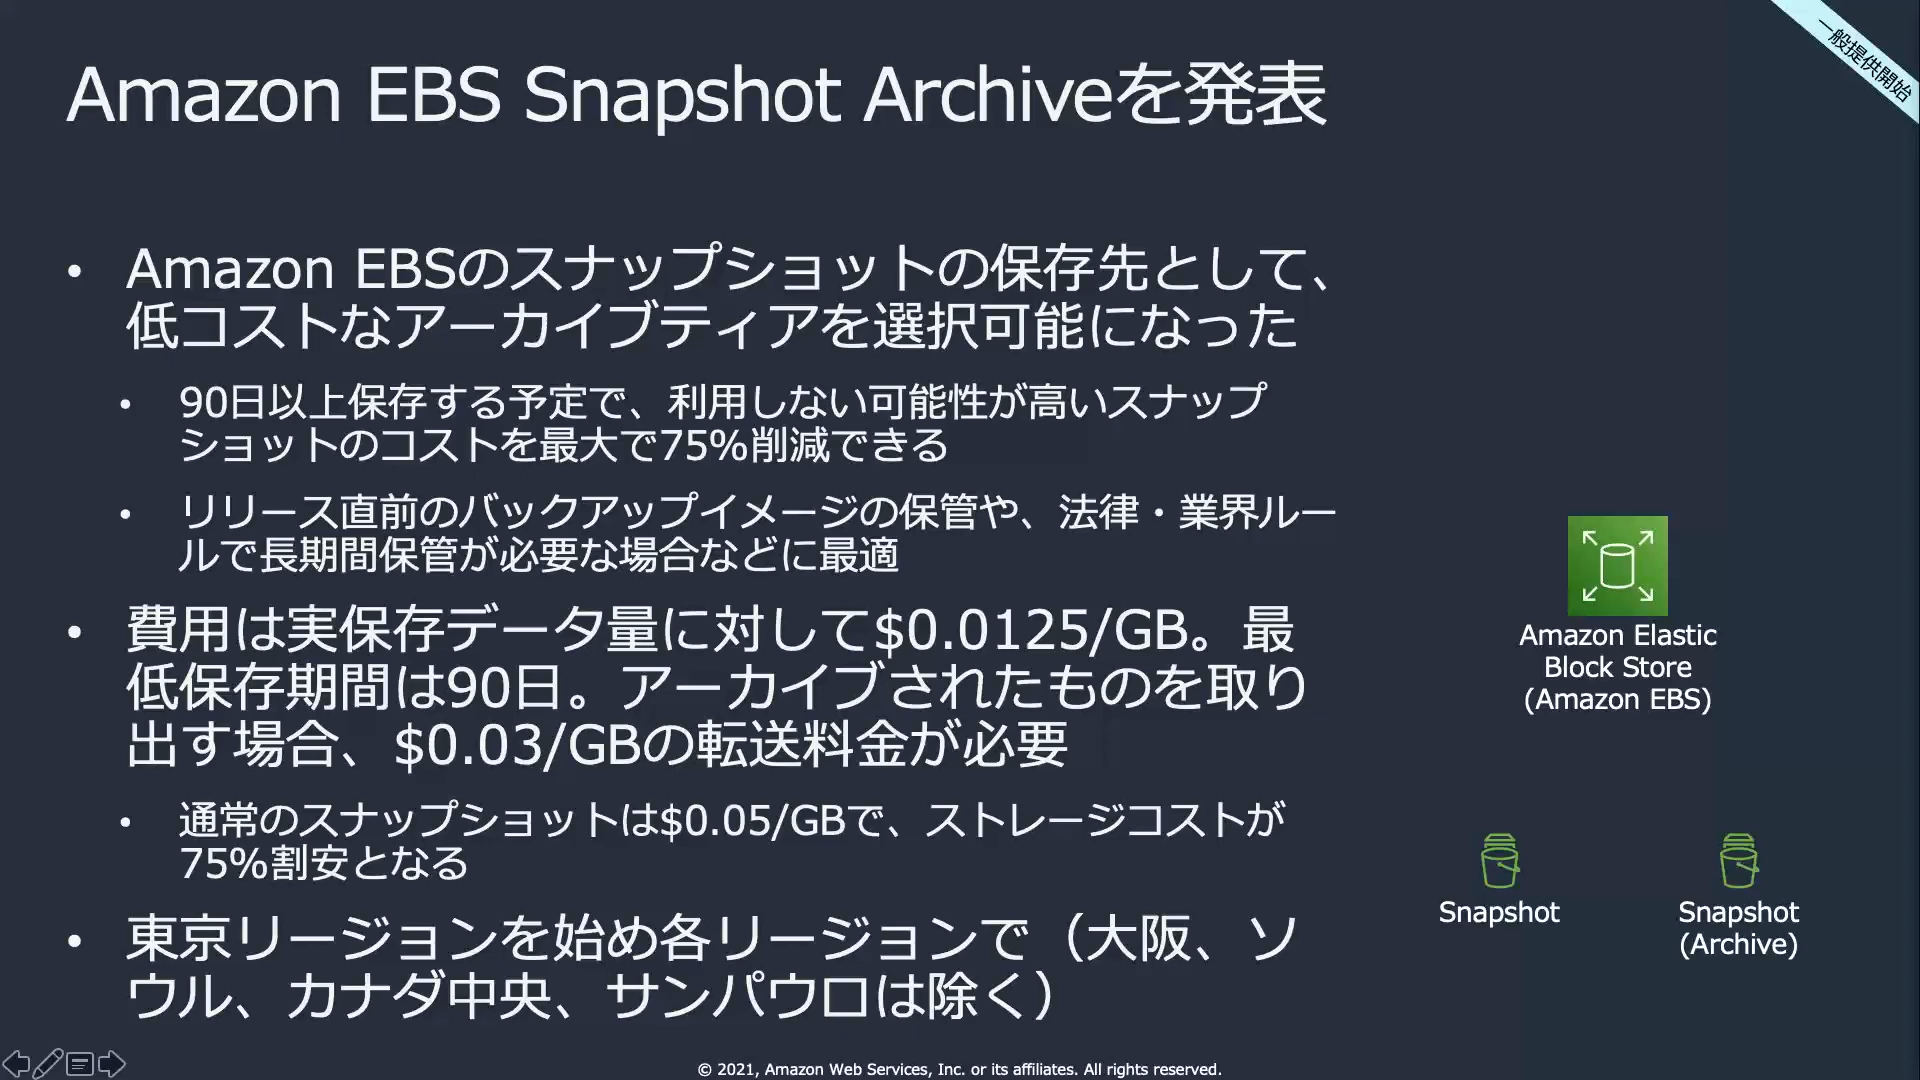 一般提供開始
Amazon EBS Snapshot Archiveを発表
• Amazon EBSのスナップショットの保存先として、
低コストなアーカイブティアを選択可能になった
• 90日以上保存する予定で、利用しない可能性が高いスナップ
ショットのコストを最大で75%削減できる
• リリース直前のバックアップイメージの保管や、法律・業界ルー
ルで長期間保管が必要な場合などに最適
• 費用は実保存データ量に対して$0.0125/GB。最
低保存期間は90日。アーカイブされたものを取り
出す場合、$0.03/GBの転送料金が必要
• 通常のスナップショットは$0.05/GBで、ストレージコストが
75%割安となる
• 東京リージョンを始め各リージョンで（大阪、ソ
ウル、カナダ中央、サンパウロは除く）
Amazon Elastic
Block Store
(Amazon EBS)
Snapshot
Snapshot
(Archive)
© 2021, Amazon Web Services, Inc. or its affiliates. All rights reserved.